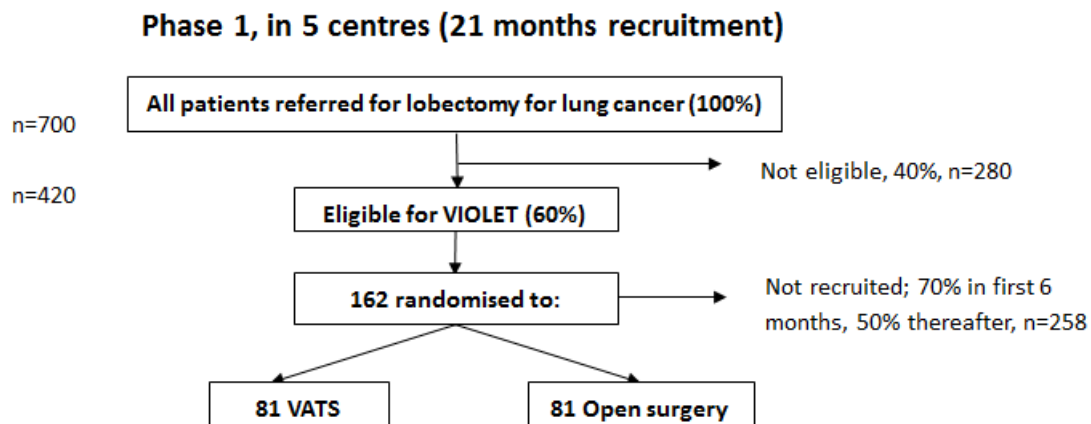 Phase 1, in 5 centres (21 months recruitment)
All patients referred for lobectomy for lung cancer (100%)
n=700
Not eligible, 40%, n=280
n=420
Eligible for VIOLET (60%)
162 randomised to:
Not recruited; 70% in first 6
months, 50% thereafter, n=258
81 VATS
81 Open surgery